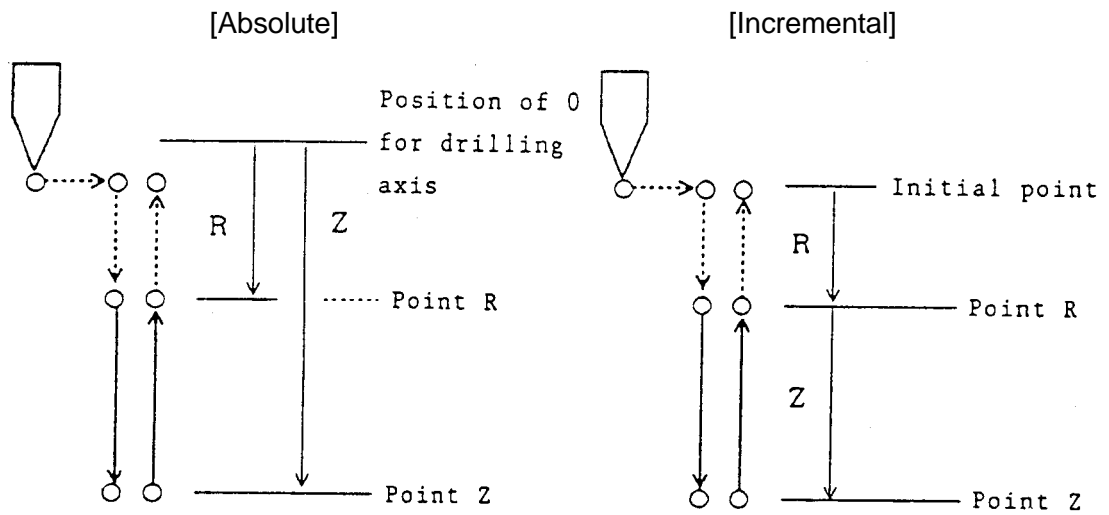 [Absolute]
[Incremental]
Position of 0
for drilling
axis
R
Z
Point R
Point Z
Initial point
R
Point R
Z
Point Z